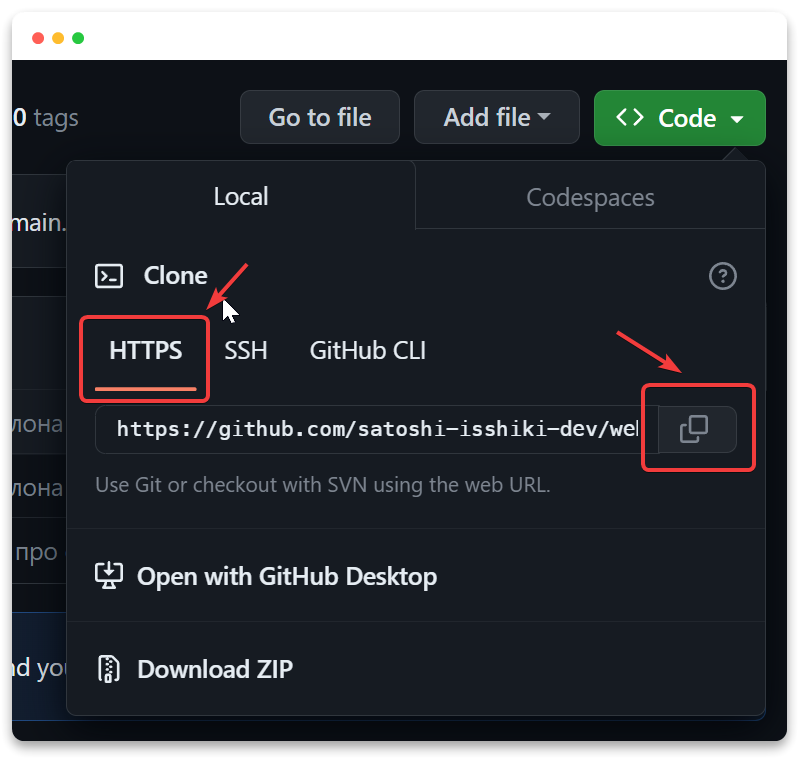 0 tags
Go to file
Add file
Code
Local
Codespaces
main.
Clone
HTTPS
SSH
GitHub CLI
https://github.com/satoshi-isshiki-dev/we
лона
Use Git or checkout with SVN using the web URL.
лона
про
Open with GitHub Desktop
nd you
Download ZIP